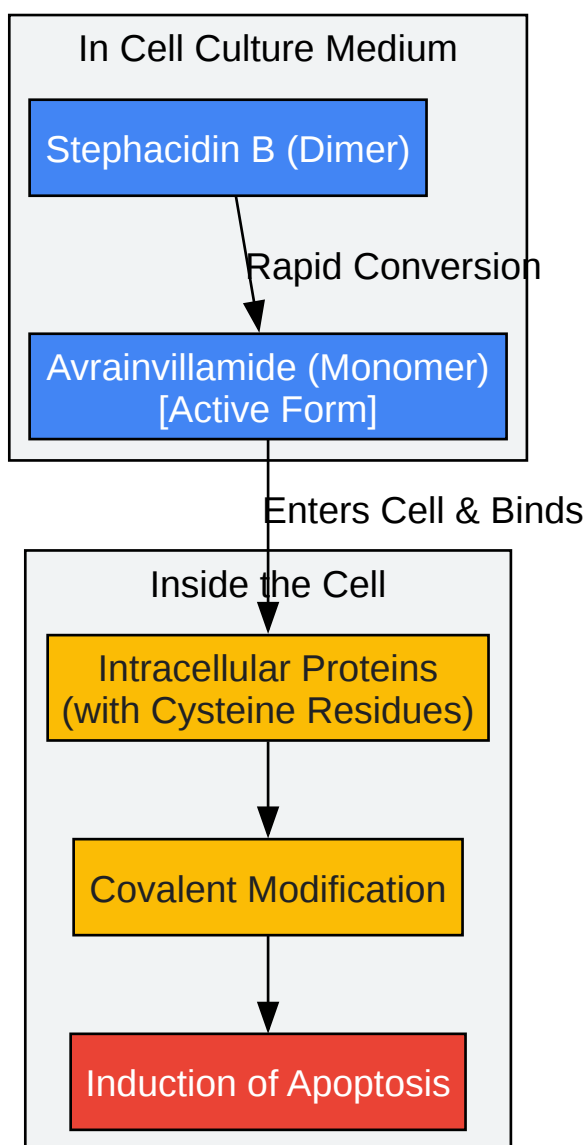 In Cell Culture Medium
Stephacidin B (Dimer)
Rapid Conversion
Avrainvillamide (Monomer)
[Active Form]
Enters Cell & Binds
Inside the Cell
Intracellular Proteins
(with Cysteine Residues)
Covalent Modification
Induction of Apoptosis